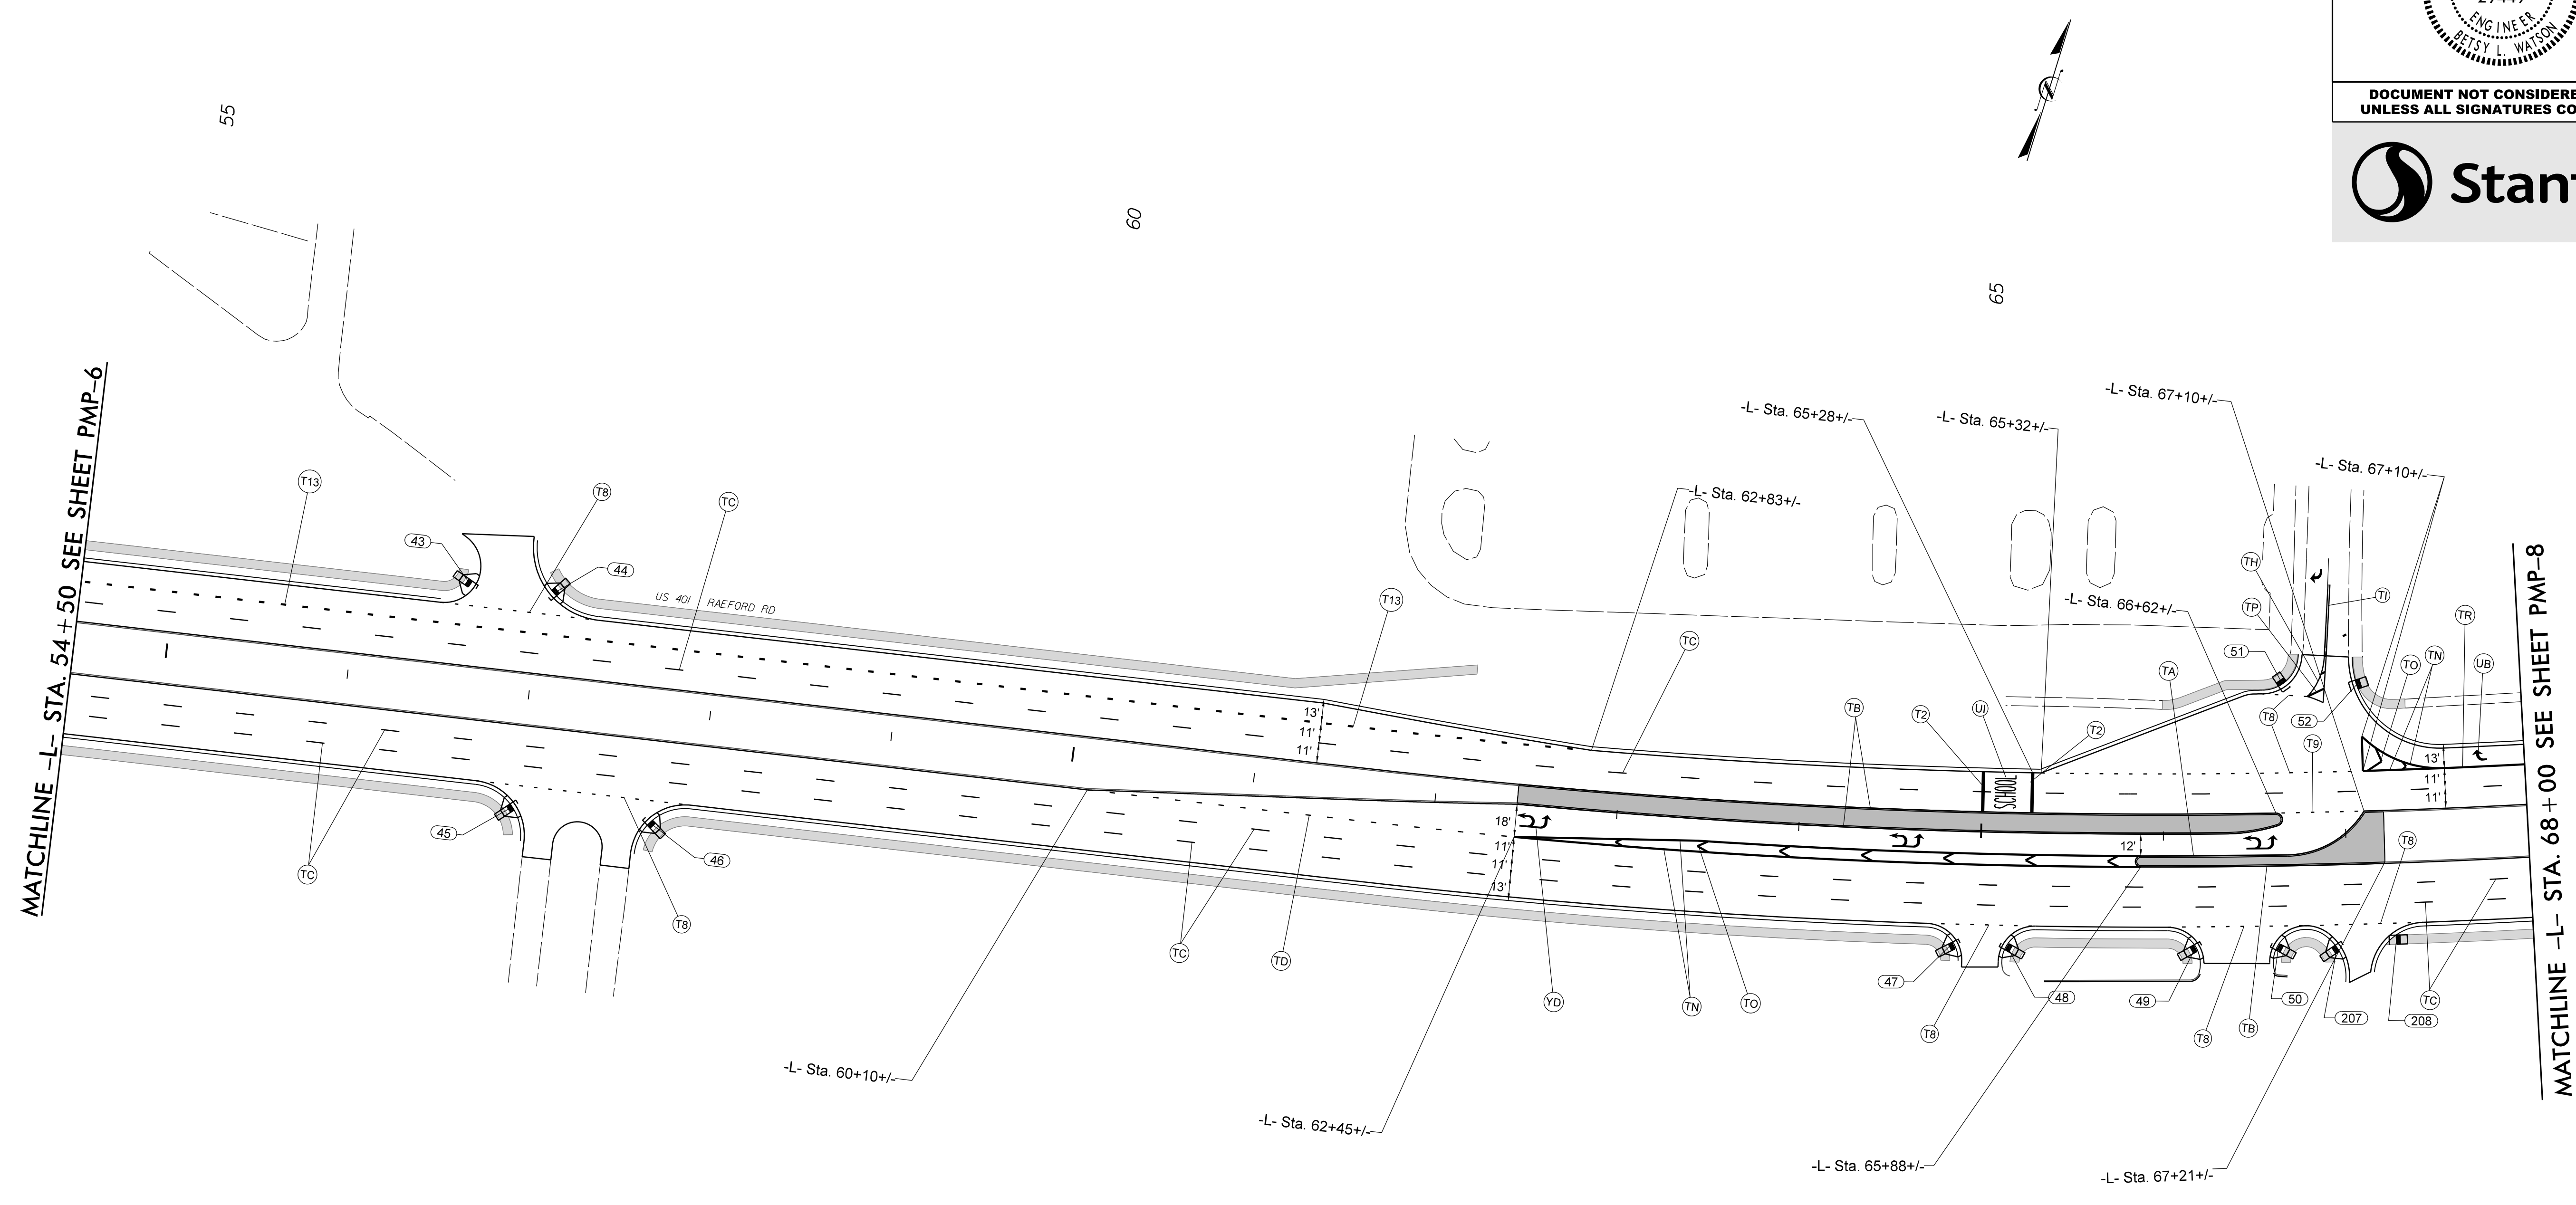 ENGINEER
BETSY L. WATSON
DOCUMENT NOT CONSIDERE
UNLESS ALL SIGNATURES CO
Stan
55
60
65
MATCHLINE -L- STA. 54+50 SEE SHEET PMP-6
MATCHLINE -L- STA. 68+00 SEE SHEET PMP-8
-L- Sta. 67+10+/-
-L- Sta. 65+28+/-
-L- Sta. 65+32+/-
-L- Sta. 67+10+/-
-L- Sta. 62+83+/-
-L- Sta. 66+62+/-
T13
T8
TC
43
44
US 401 RAEFORD RD
T13
TC
TH
TI
TP
TR
51
TN
TO
UB
TA
TB
T2
UI
T2
T8
52
T9
13'
11'
11'
SCHOOL
13'
11'
11'
18'
11'
11'
13'
12'
T8
45
46
TC
T8
TC
TD
YD
TN
TO
47
48
49
50
207
208
TC
T8
T8
TB
-L- Sta. 60+10+/-
-L- Sta. 62+45+/-
-L- Sta. 65+88+/-
-L- Sta. 67+21+/-